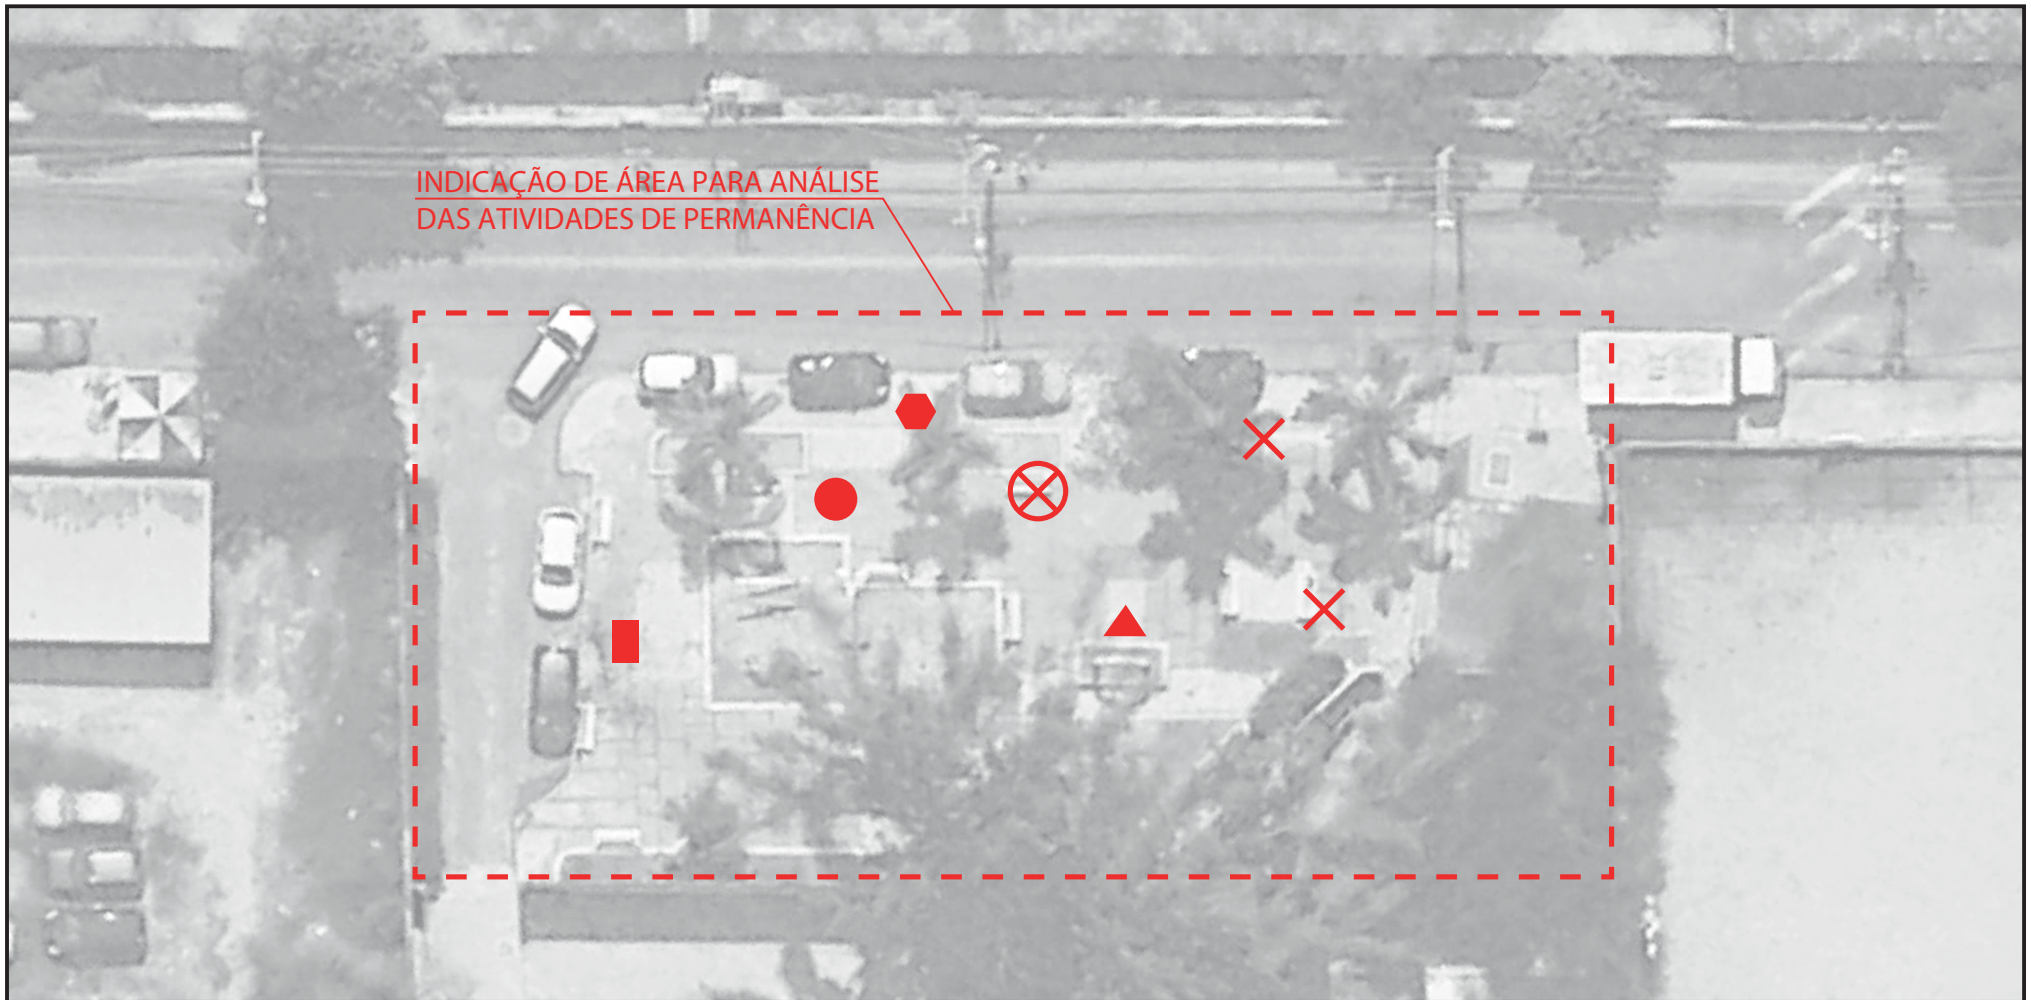 INDICAÇÃO DE ÁREA PARA ANÁLISE
DAS ATIVIDADES DE PERMANÊNCIA